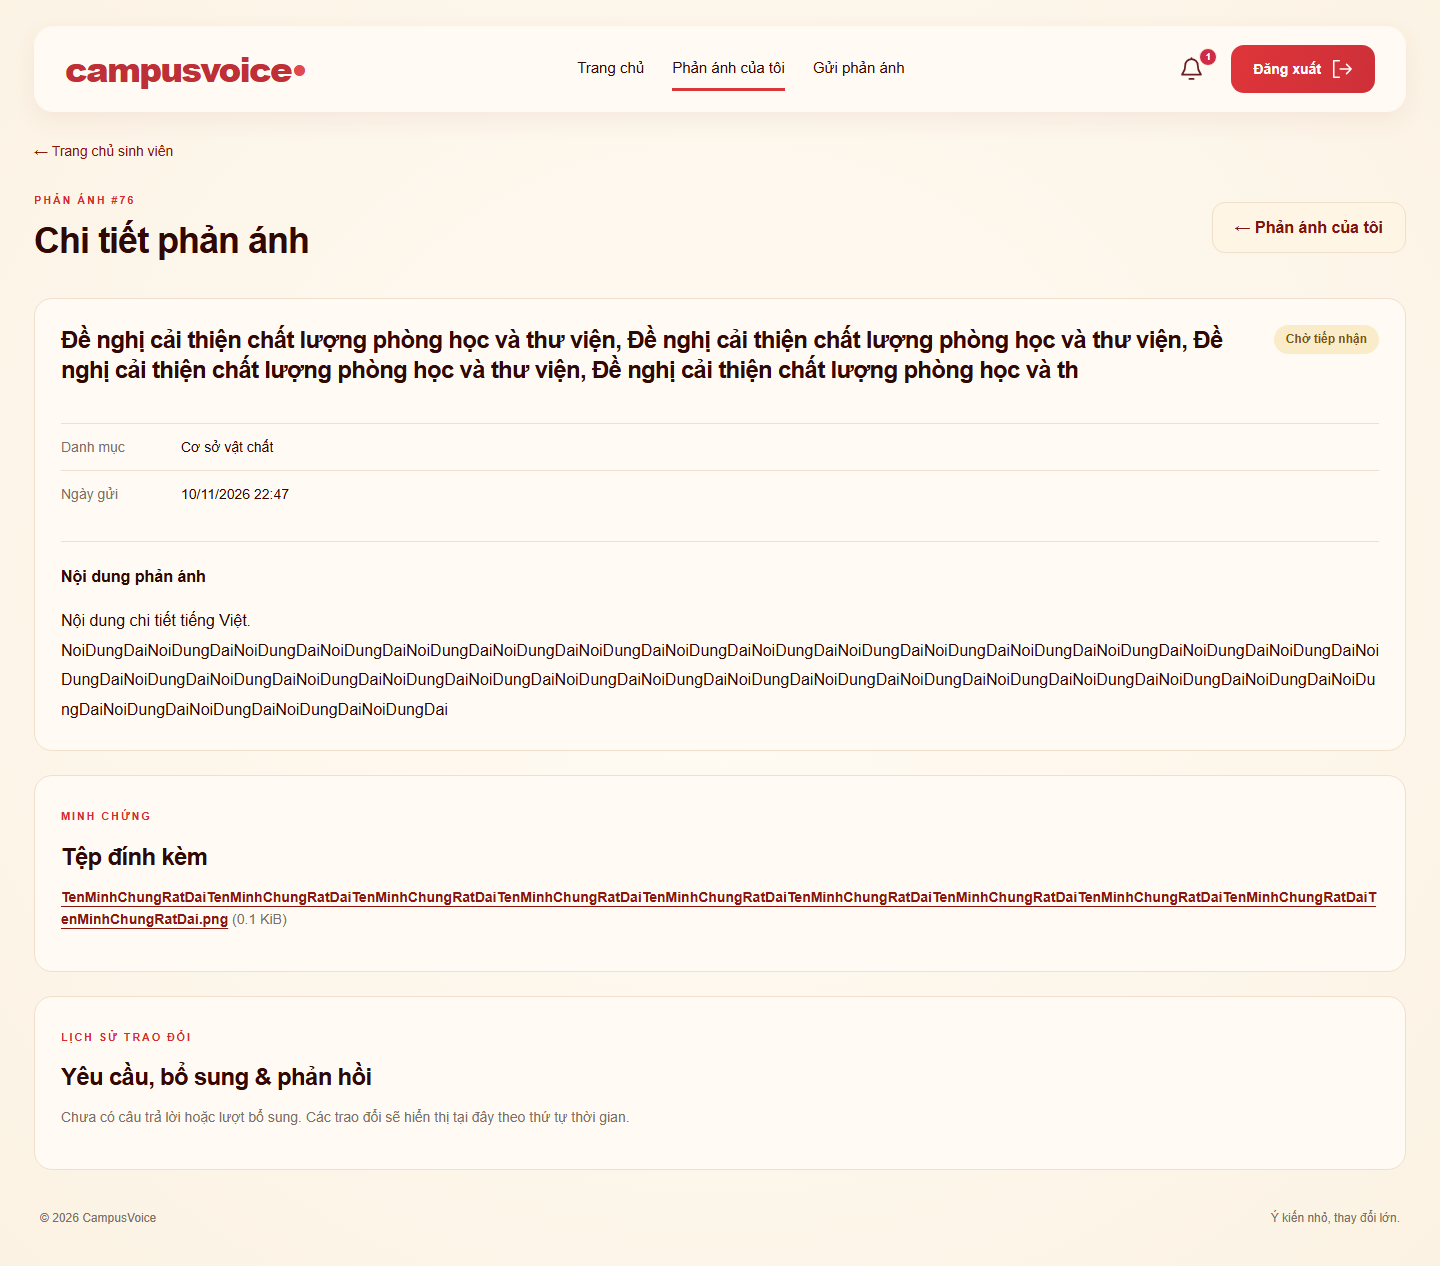 campusvoice
Trang chủ
Phản ánh của tôi
Gửi phản ánh
1
Đăng xuất
← Trang chủ sinh viên
PHẢN ÁNH #76
Chi tiết phản ánh
← Phản ánh của tôi
Đề nghị cải thiện chất lượng phòng học và thư viện, Đề nghị cải thiện chất lượng phòng học và thư viện, Đề
nghị cải thiện chất lượng phòng học và thư viện, Đề nghị cải thiện chất lượng phòng học và th
Chờ tiếp nhận
Danh mục
Cơ sở vật chất
Ngày gửi
10/11/2026 22:47
Nội dung phản ánh
Nội dung chi tiết tiếng Việt.
NoiDungDaiNoiDungDaiNoiDungDaiNoiDungDaiNoiDungDaiNoiDungDaiNoiDungDaiNoiDungDaiNoiDungDaiNoiDungDaiNoiDungDaiNoiDungDaiNoiDungDaiNoiDungDaiNoiDungDaiNoi
DungDaiNoiDungDaiNoiDungDaiNoiDungDaiNoiDungDaiNoiDungDaiNoiDungDaiNoiDungDaiNoiDungDaiNoiDungDaiNoiDungDaiNoiDungDaiNoiDungDaiNoiDungDaiNoiDungDaiNoiDu
ngDaiNoiDungDaiNoiDungDaiNoiDungDaiNoiDungDai
MINH CHỨNG
Tệp đính kèm
TenMinhChungRatDaiTenMinhChungRatDaiTenMinhChungRatDaiTenMinhChungRatDaiTenMinhChungRatDaiTenMinhChungRatDaiTenMinhChungRatDaiTenMinhChungRatDaiTenMinhChungRatDaiT
enMinhChungRatDai.png (0.1 KiB)
LỊCH SỬ TRAO ĐỔI
Yêu cầu, bổ sung & phản hồi
Chưa có câu trả lời hoặc lượt bổ sung. Các trao đổi sẽ hiển thị tại đây theo thứ tự thời gian.
© 2026 CampusVoice
Ý kiến nhỏ, thay đổi lớn.